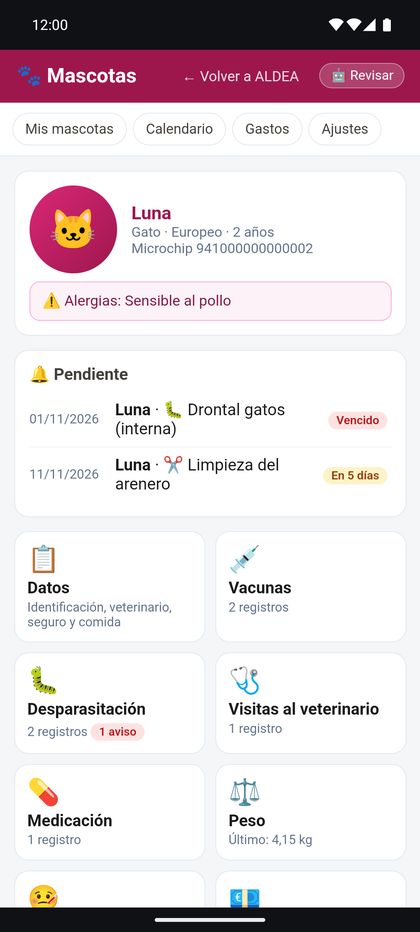 12:00
🐾 Mascotas
← Volver a ALDEA
🤖 Revisar
Mis mascotas
Calendario
Gastos
Ajustes
Luna
Gato · Europeo · 2 años
Microchip 941000000000002
⚠️ Alergias: Sensible al pollo
🔔 Pendiente
01/11/2026
Luna · 🐛 Drontal gatos
(interna)
Vencido
11/11/2026
Luna · ✂️ Limpieza del
arenero
En 5 días
Datos
Identificación, veterinario,
seguro y comida
Vacunas
2 registros
Desparasitación
2 registros 1 aviso
Visitas al veterinario
1 registro
Medicación
1 registro
Peso
Último: 4,15 kg